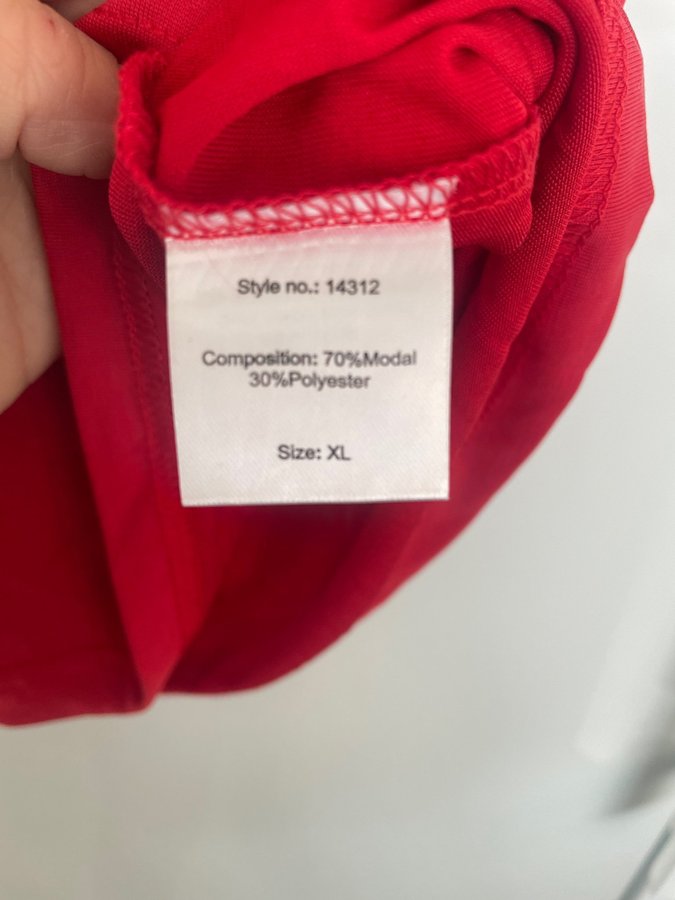 Style no.: 14312
Composition: 70%Modal
30%Polyester
Size: XL